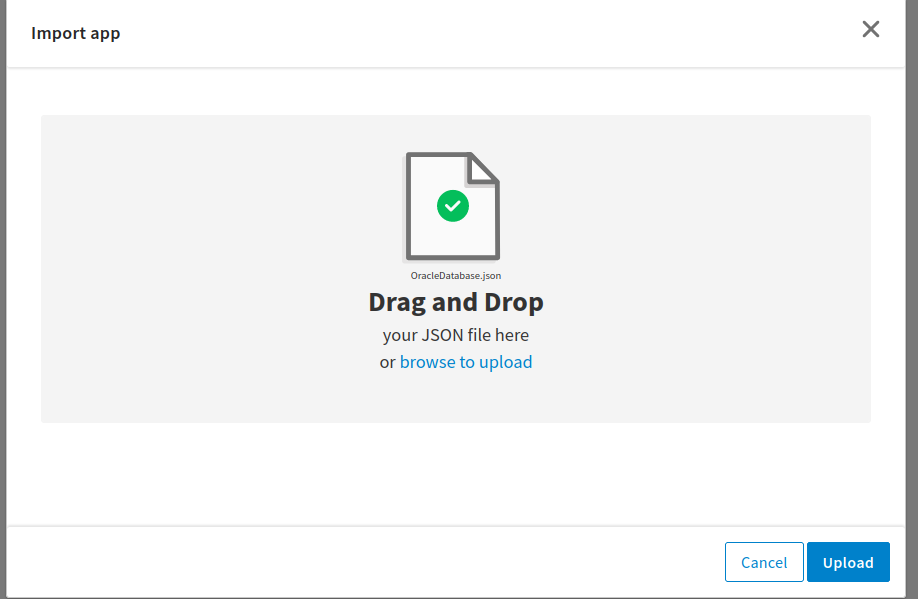 Import app
OracleDatabase.json
Drag and Drop
your JSON file here
or browse to upload
Cancel
Upload